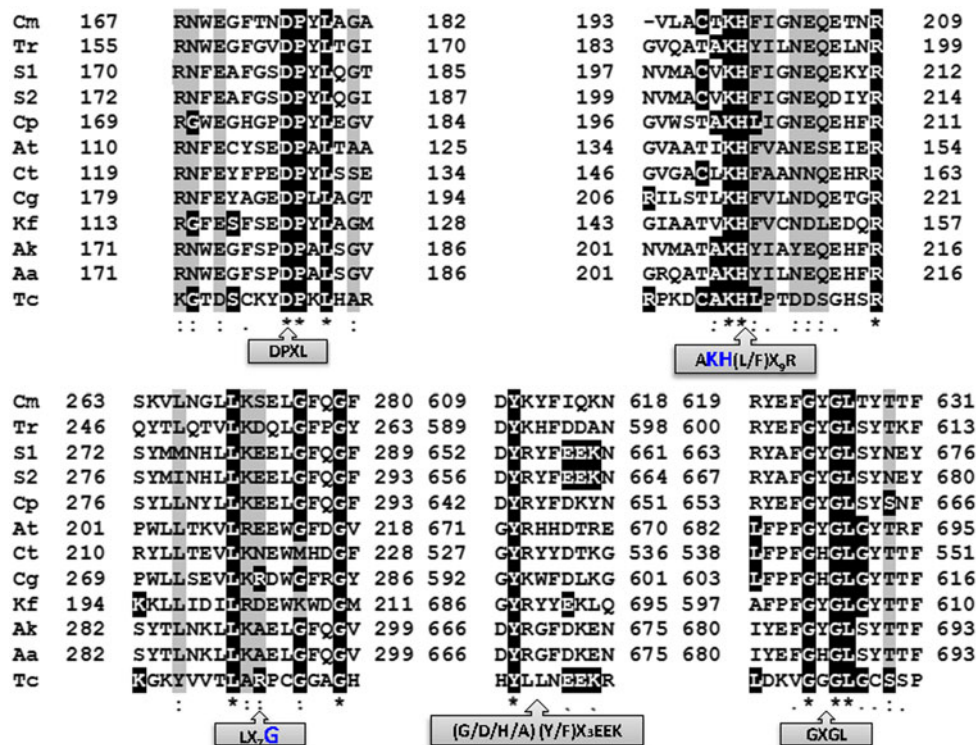 Cm 167 RNWEGFTNDPYLAGA 182 193 -VLACTKHFIGNEQETNR 209
Tr 155 RNWEGFGVDPYLTGI 170 183 GVQATAKHYILNEQELNR 199
S1 170 RNFEAFGSDPYLQGT 185 197 NVMACVKHFIGNEQEKYR 212
S2 172 RNFEAFGSDPYLQGI 187 199 NVMACVKHFIGNEQDIYR 214
Cp 169 RGWEGHGPDPYLEGV 184 196 GVWSTAKHLIGNEQEHFR 211
At 110 RNFECYSEDPALTAA 125 134 GVAATIKHFVANESEIER 154
Ct 119 RNFEYFPEDPYLSSE 134 146 GVGACLKHFAANNQEHRR 163
Cg 179 RNFEYAGEDPLLAGT 194 206 RILSTLKHFVLNDQETGR 221
Kf 113 RGFESFSEDPYLAGM 128 143 GIAATVKHFVCNDLEDQR 157
Ak 171 RNWEGFSPDPALSGV 186 201 NVMATAKHYIAYEQEHFR 216
Aa 171 RNWEGFSPDPALSGV 186 201 GRQATAKHYILNEQEHFR 216
Tc KGTDSCKYDPKLHAR RPKDCAKHLPTDDSGHSR
:: : . ** * : :** : :::.. *
DPXL AKH(L/F)X9R
Cm 263 SKVLNGLLKSELGFQGF 280 609 DYKYFIQKN 618 619 RYEFGYGLTYTTF 631
Tr 246 QYTLQTVLKDQLGFPGY 263 589 DYKHFDDAN 598 600 RYEFGYGLSYTKF 613
S1 272 SYMMNHLLKEELGFQGF 289 652 DYRYFEEKN 661 663 RYAFGYGLSYNEY 676
S2 276 SYMINHLLKEELGFQGF 293 656 DYRYFEEKN 664 667 RYAFGYGLSYNEY 680
Cp 276 SYLLNYLLKEELGFQGF 293 642 DYRYFDKYN 651 653 RYEFGYGLSYSNF 666
At 201 PWLLTKVLREEWGFDGV 218 671 GYRHHDTRE 670 682 LFPFGYGLGYTRF 695
Ct 210 RYLLTEVLKNEWMHDGF 228 527 GYRYYDTKG 536 538 LFPFGHGLGYTTF 551
Cg 269 PWLLSEVLKRDWGFRGY 286 592 GYKWFDLKG 601 603 LFPFGHGLGYTTF 616
Kf 194 KKLLIDILRDEWKWDGM 211 686 GYRYYEKLQ 695 597 AFPFGYGLGYTTF 610
Ak 282 SYTLNKLLKAELGFQGV 299 666 DYRGFDKEN 675 680 IYEFGYGLSYTTF 693
Aa 282 SYTLNKLLKAELGFQGV 299 666 DYRGFDKEN 675 680 IYEFGHGLSYTTF 693
Tc KGKYVVTLARPCGGAGH HYLLNEEKR LDKVGGGLGCSSP
: *:. : * * .. . * ** ..
LX7G (G/D/H/A) (Y/F)X3EEK GXGL